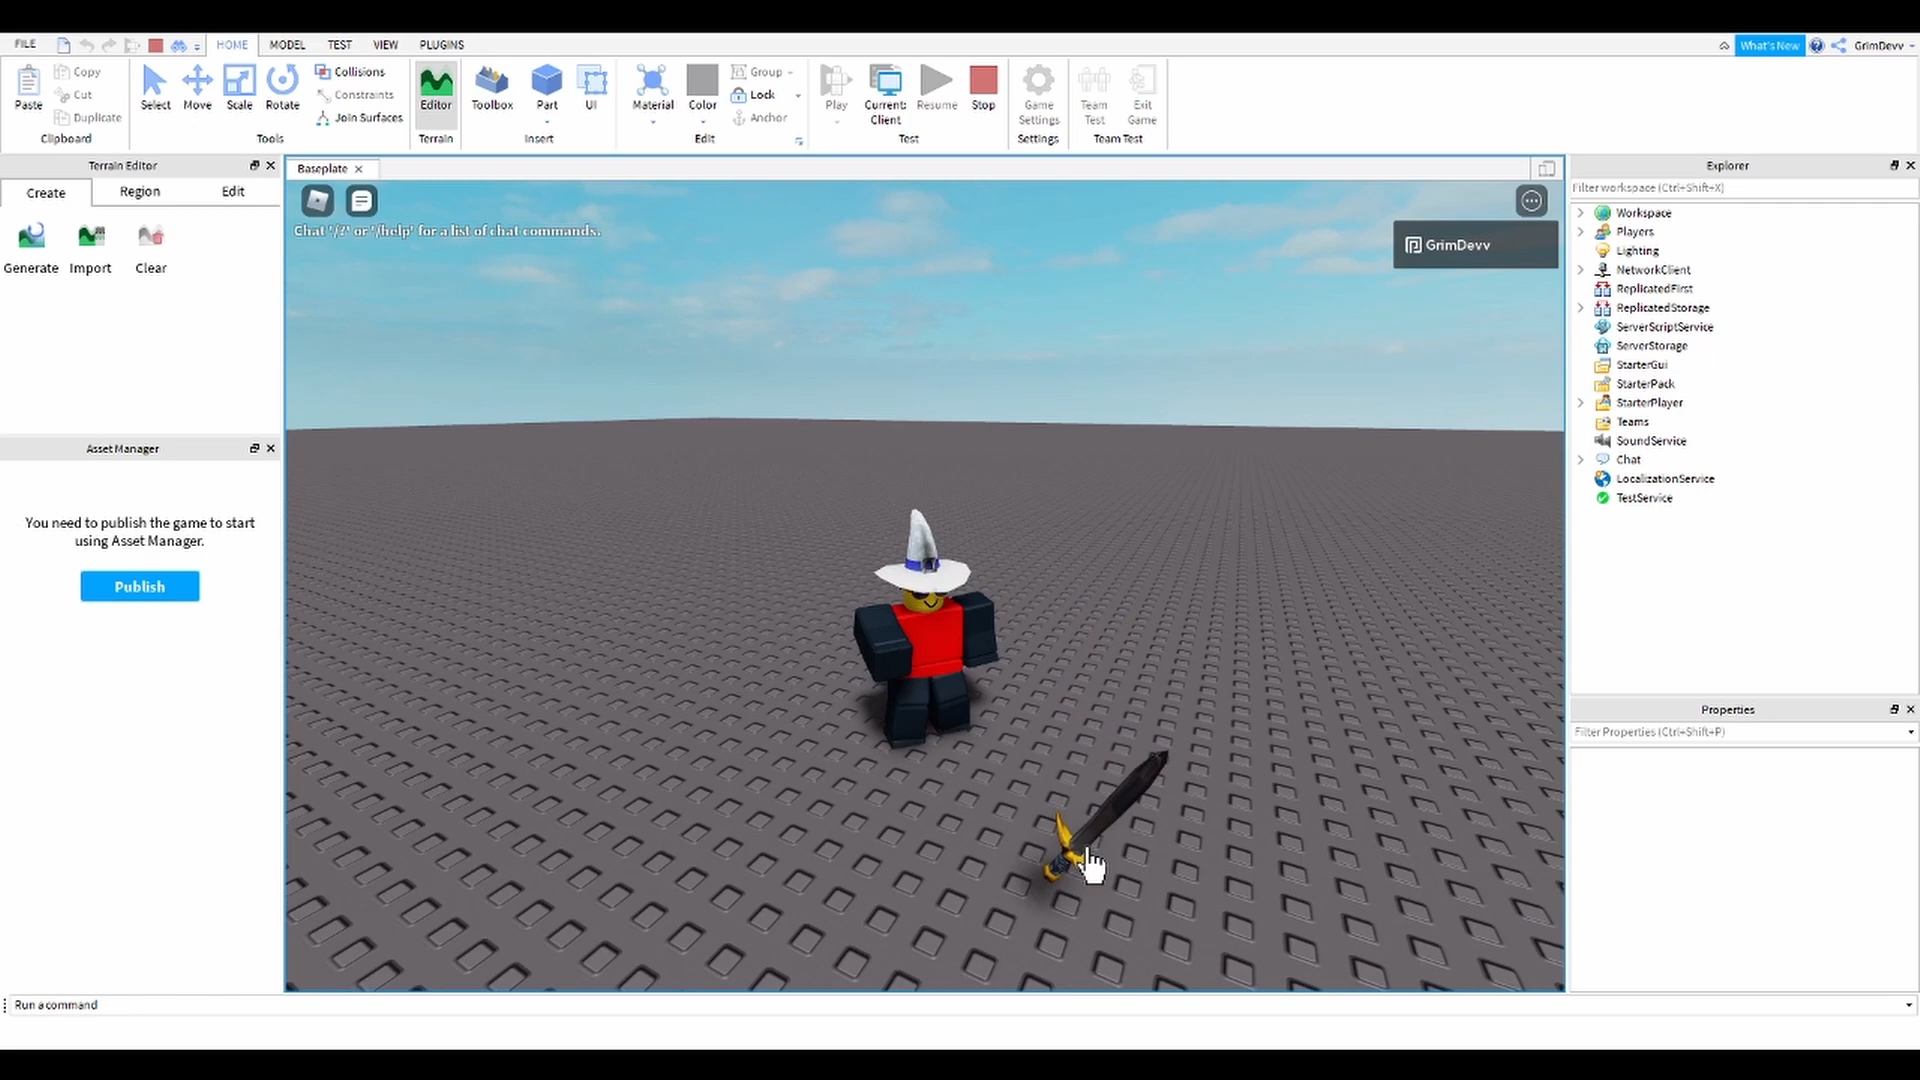 FILE
HOME
MODEL
TEST
VIEW
PLUGINS
What's New
GrimDevv
Paste
Copy
Cut
Duplicate
Clipboard
Select
Move
Scale
Rotate
Collisions
Constraints
Join Surfaces
Tools
Editor
Terrain
Toolbox
Part
UI
Insert
Material
Color
Group
Lock
Anchor
Edit
Play
Current:
Client
Resume
Stop
Test
Game
Settings
Settings
Team
Test
Exit
Game
Team Test
Terrain Editor
Create
Region
Edit
Generate
Import
Clear
Asset Manager
You need to publish the game to start
using Asset Manager.
Publish
Baseplate
Chat '/?' or '/help' for a list of chat commands.
GrimDevv
Explorer
Filter workspace (Ctrl+Shift+X)
Workspace
Players
Lighting
NetworkClient
ReplicatedFirst
ReplicatedStorage
ServerScriptService
ServerStorage
StarterGui
StarterPack
StarterPlayer
Teams
SoundService
Chat
LocalizationService
TestService
Properties
Filter Properties (Ctrl+Shift+P)
Run a command